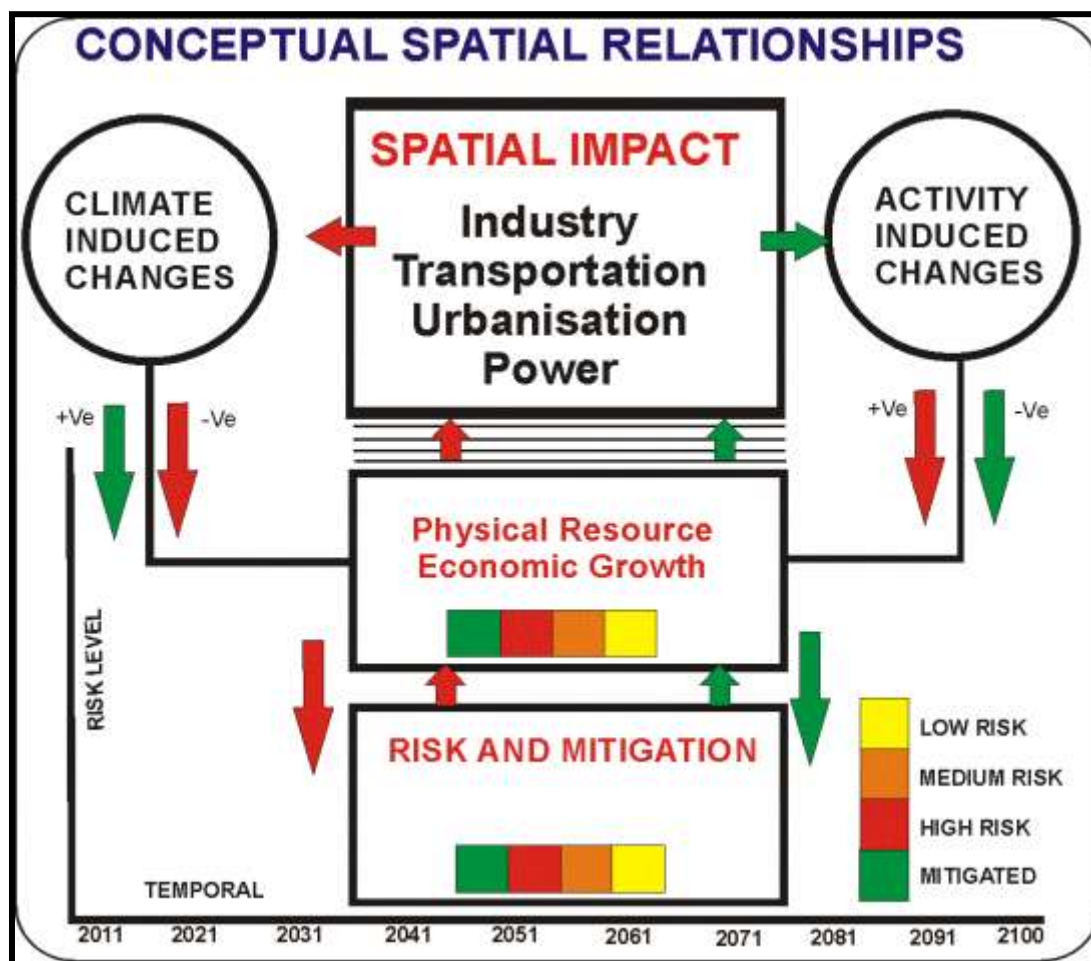 CONCEPTUAL SPATIAL RELATIONSHIPS
CLIMATE
INDUCED
CHANGES
SPATIAL IMPACT
Industry
Transportation
Urbanisation
Power
ACTIVITY
INDUCED
CHANGES
+Ve
-Ve
+Ve
-Ve
Physical Resource
Economic Growth
RISK LEVEL
RISK AND MITIGATION
LOW RISK
MEDIUM RISK
HIGH RISK
MITIGATED
TEMPORAL
2011 2021 2031 2041 2051 2061 2071 2081 2091 2100